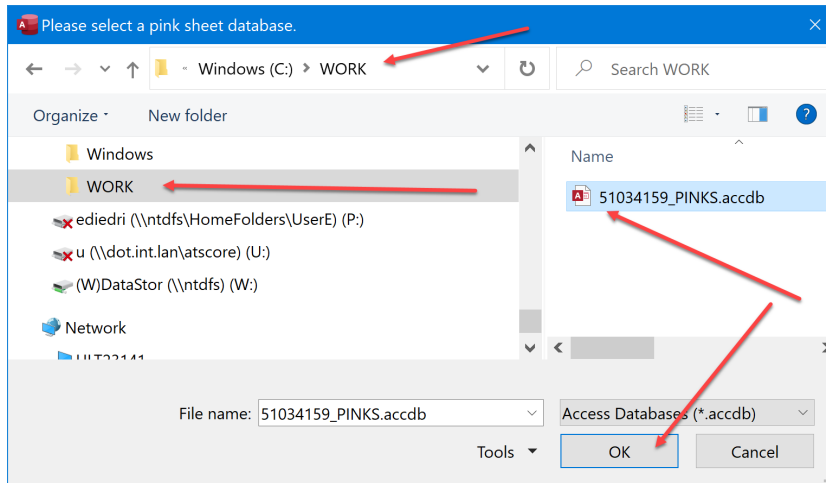 Please select a pink sheet database.
« Windows (C:) > WORK
Search WORK
Organize
New folder
?
Windows
Name
WORK
51034159_PINKS.accdb
ediedri (\\ntdfs\HomeFolders\UserE) (P:)
u (\\dot.int.lan\atscore) (U:)
(W)DataStor (\\ntdfs) (W:)
Network
File name: 51034159_PINKS.accdb
Access Databases (*.accdb)
Tools
OK
Cancel